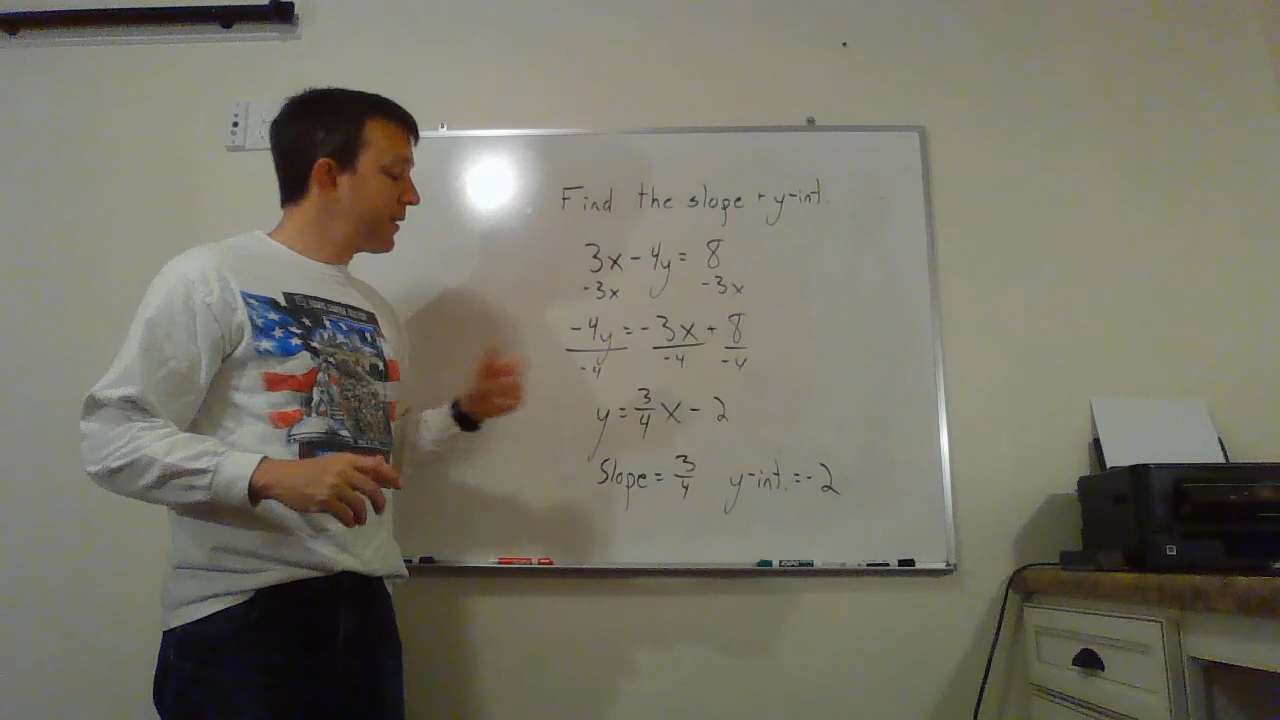 Find the slope + y-int.
3x - 4y = 8
-3x -3x
-4y = -3x + 8
-4 -4 -4
y = 3/4 x - 2
Slope = 3/4 y-int. = -2